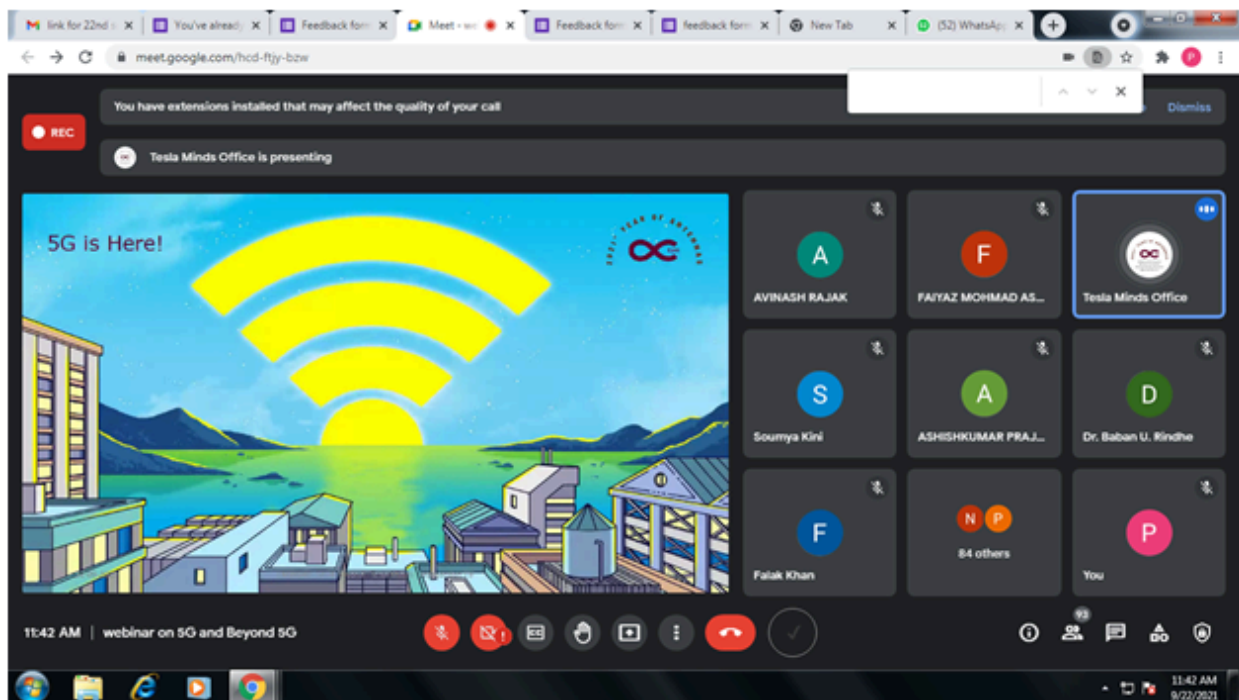 link for 22nd s
You've already
Feedback form
Meet - we
Feedback form
feedback form
New Tab
(52) WhatsApp
meet.google.com/hcd-ftjy-bzw
P
You have extensions installed that may affect the quality of your call
Dismiss
REC
Tesla Minds Office is presenting
5G is Here!
A
AVINASH RAJAK
F
FAIYAZ MOHMAD AS...
Tesla Minds Office
S
Soumya Kini
A
ASHISHKUMAR PRAJ...
D
Dr. Baban U. Rindhe
F
Falak Khan
N P
84 others
P
You
11:42 AM | webinar on 5G and Beyond 5G
CC
93
11:42 AM
9/22/2021